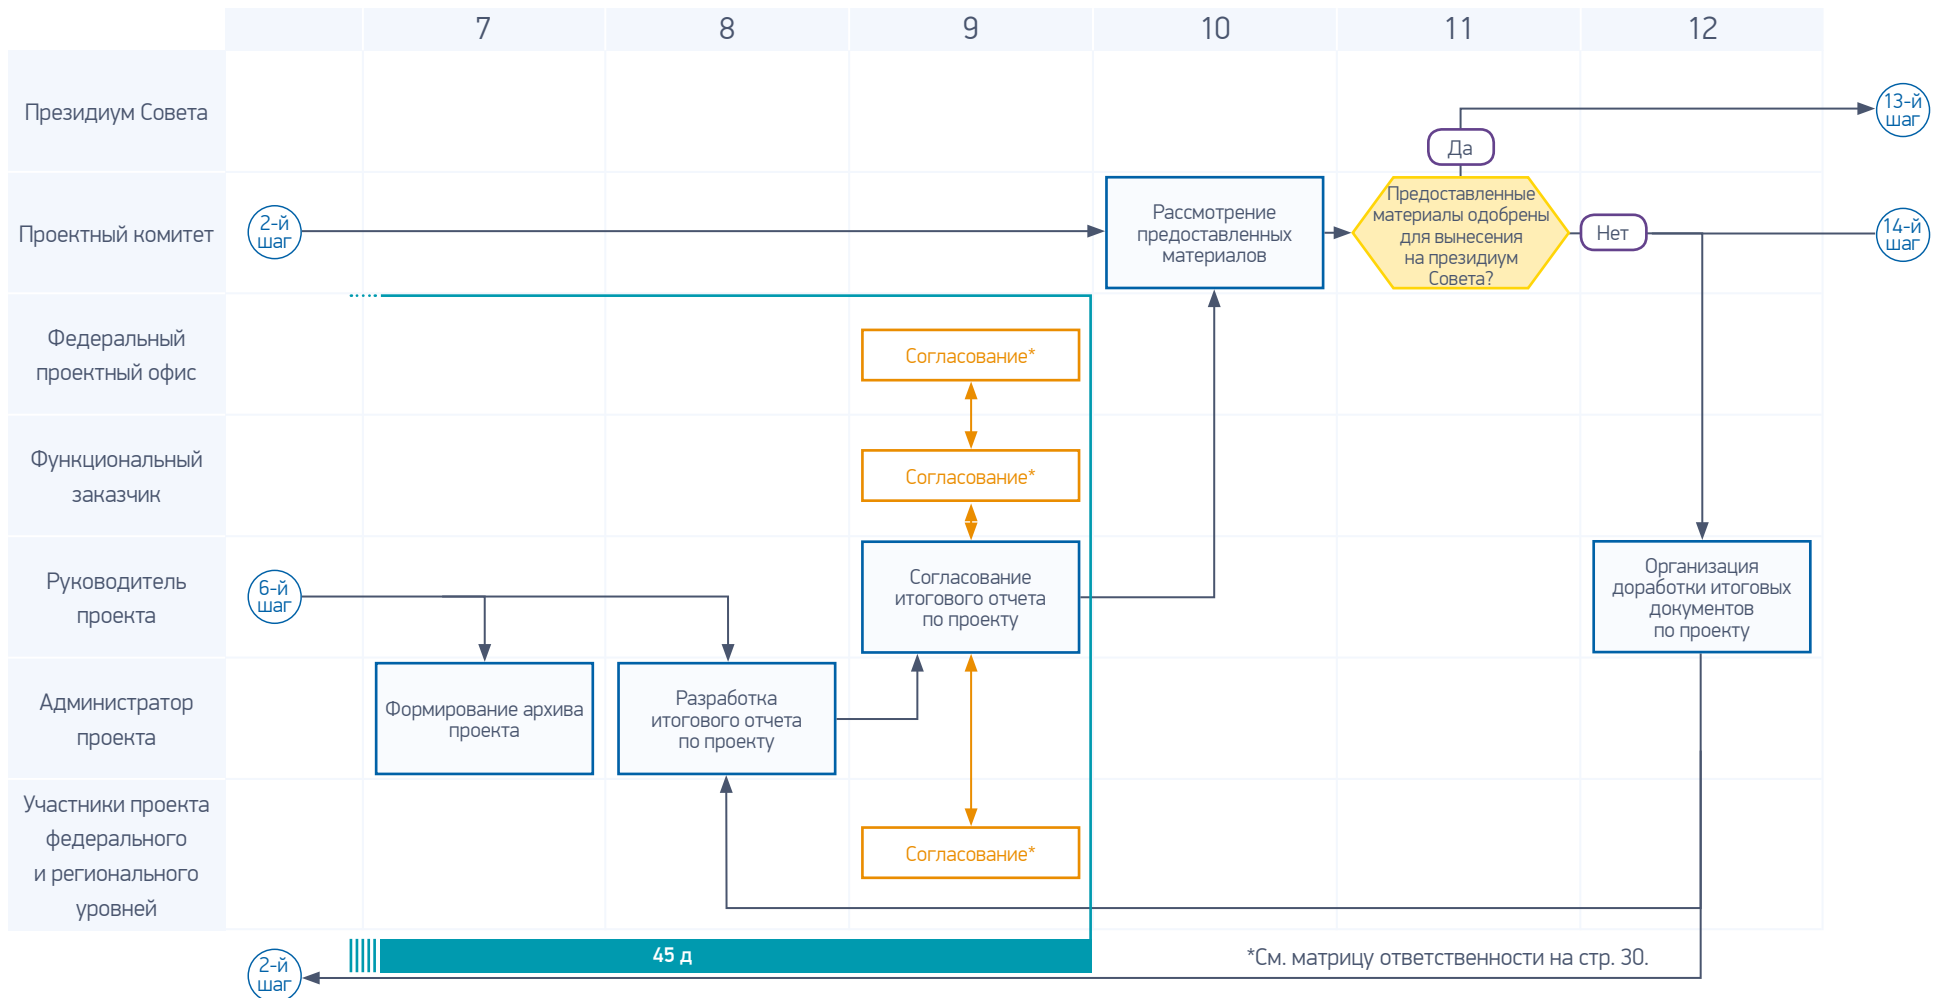 7
8
9
10
11
12
Президиум Совета
13-й
шаг
Да
Проектный комитет
2-й
шаг
Рассмотрение
предоставленных
материалов
Предоставленные
материалы одобрены
для вынесения
на президиум
Совета?
Нет
14-й
шаг
Федеральный
проектный офис
Согласование*
Функциональный
заказчик
Согласование*
Руководитель
проекта
6-й
шаг
Согласование
итогового отчета
по проекту
Организация
доработки итоговых
документов
по проекту
Администратор
проекта
Формирование архива
проекта
Разработка
итогового отчета
по проекту
Участники проекта
федерального
и регионального
уровней
Согласование*
45 д
*См. матрицу ответственности на стр. 30.
2-й
шаг